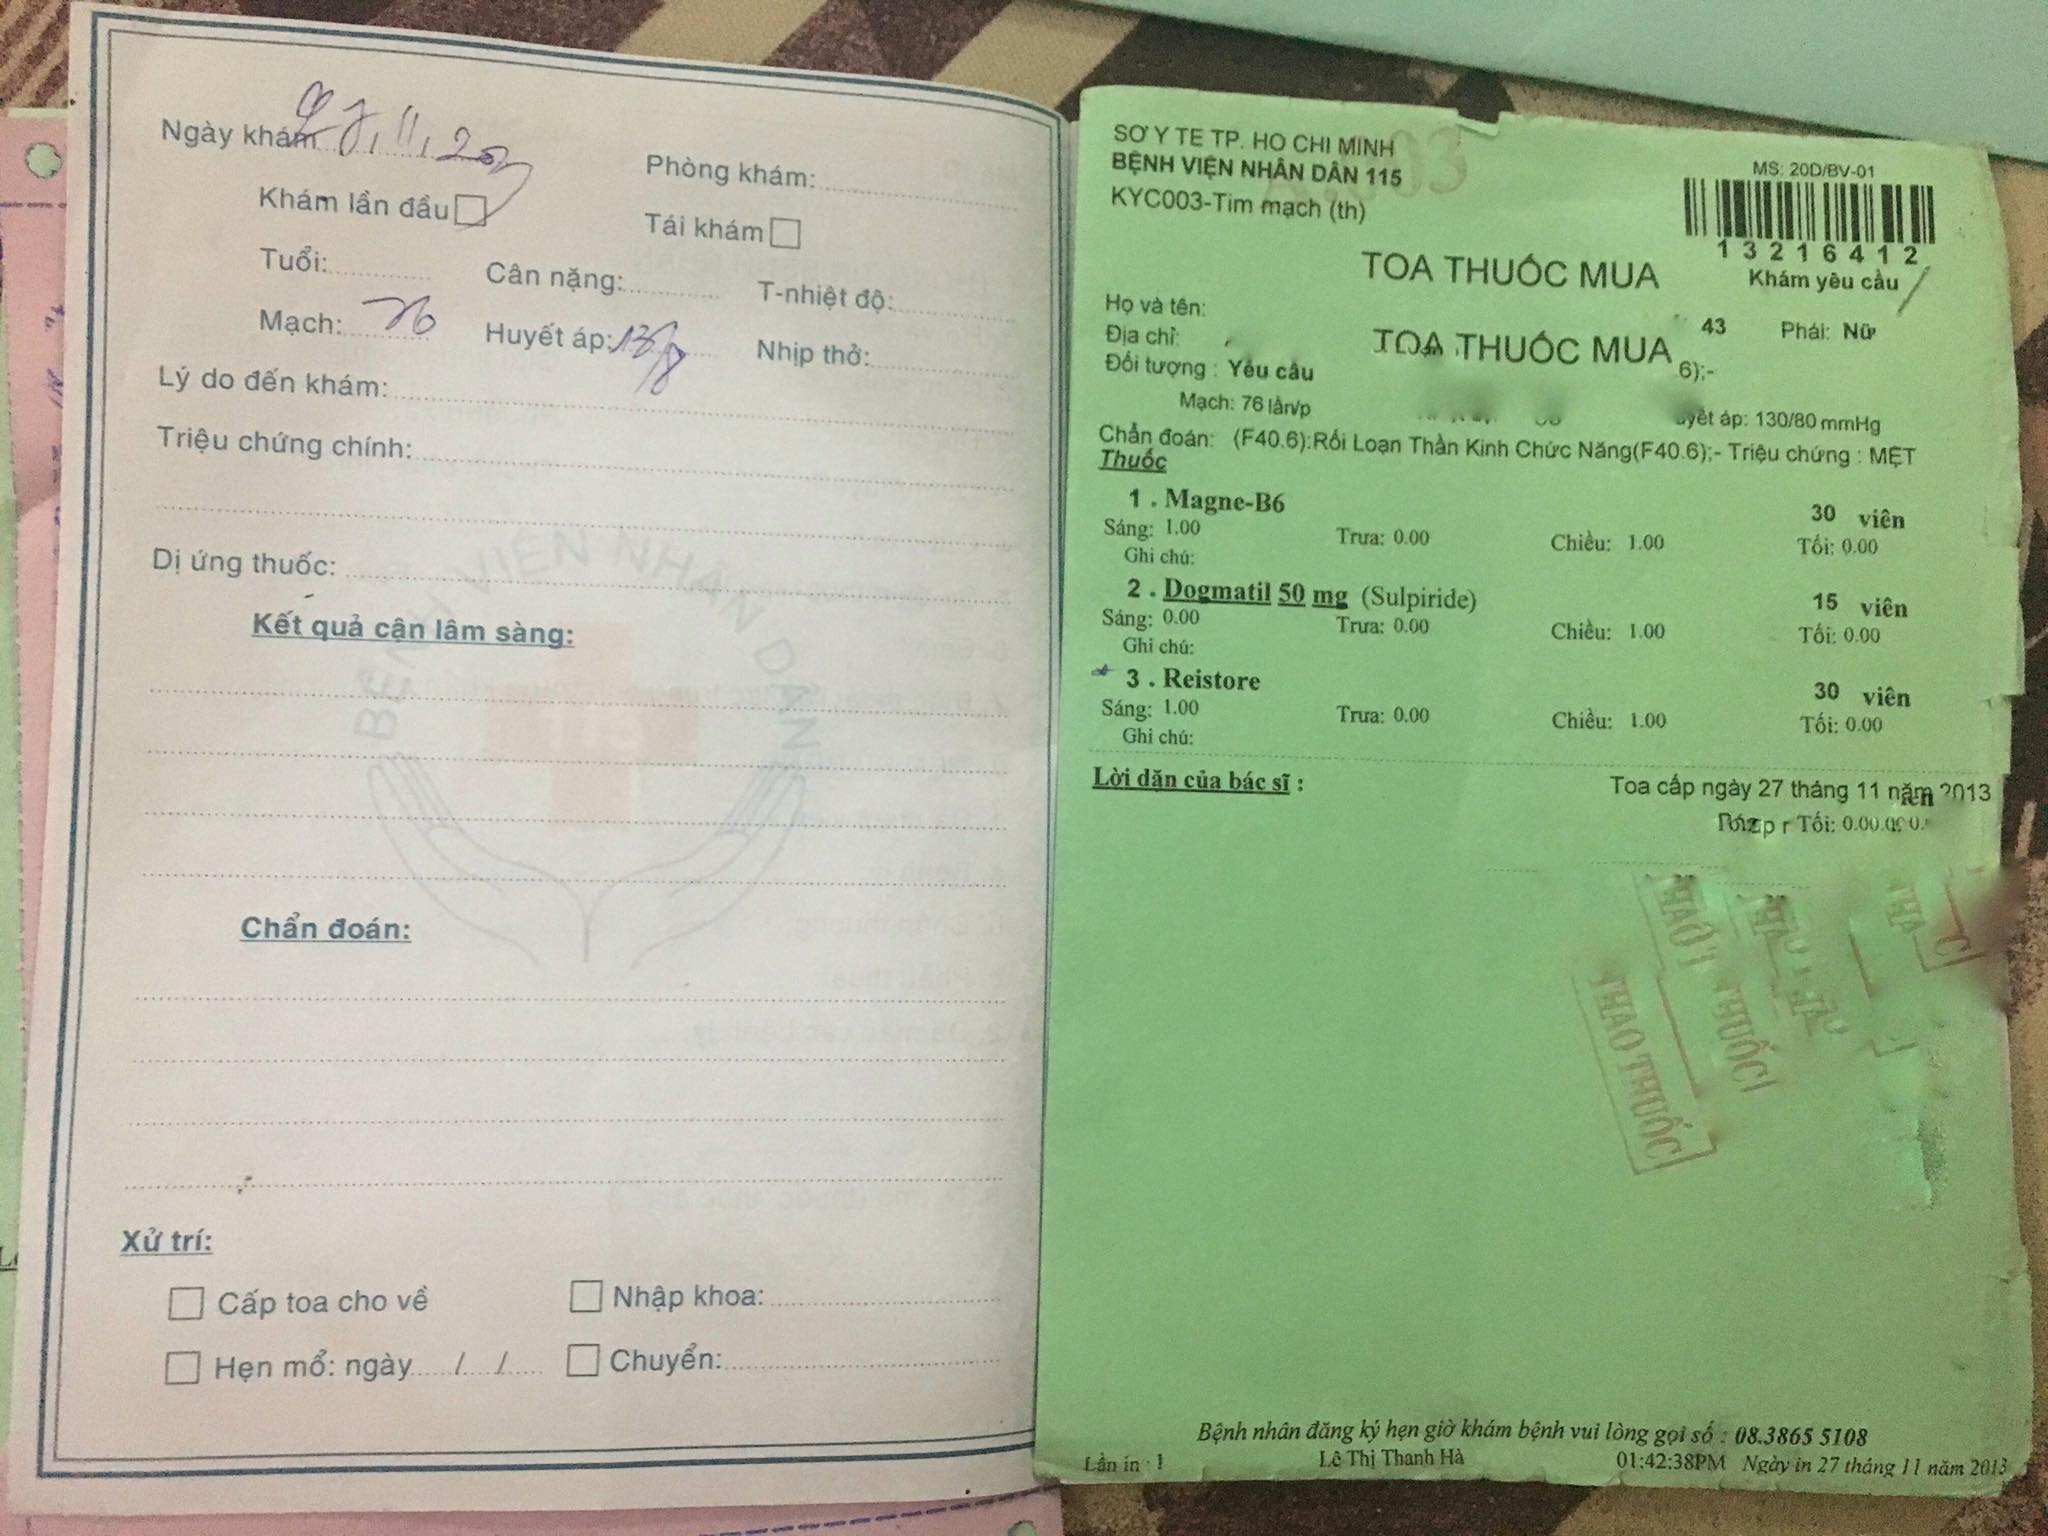 Ngày khám 27, 11, 20
Phòng khám:
Khám lần đầu
Tái khám
Tuổi:
Cân nặng:
T-nhiệt độ:
Mạch: 76
Huyết áp: 13/8
Nhịp thở:
Lý do đến khám:
Triệu chứng chính:
Dị ứng thuốc:
BỆNH VIỆN NHÂN DÂN
Kết quả cận lâm sàng:
Chẩn đoán:
Xử trí:
Cấp toa cho về
Nhập khoa:
Hẹn mổ: ngày / /
Chuyển:
SỞ Y TẾ TP. HỒ CHÍ MINH
BỆNH VIỆN NHÂN DÂN 115
KYC003-Tim mạch (th)
MS: 20D/BV-01
13216412
Khám yêu cầu
TOA THUỐC MUA
Họ và tên:
43 Phái: Nữ
Địa chỉ:
TOA THUỐC MUA
Đối tượng : Yêu cầu
6);-
Mạch: 76 lần/p
áp: 130/80 mmHg
Chẩn đoán: (F40.6):Rối Loạn Thần Kinh Chức Năng(F40.6);- Triệu chứng : MỆT
Thuốc
1 . Magne-B6 30 viên
Sáng: 1.00 Trưa: 0.00 Chiều: 1.00 Tối: 0.00
Ghi chú:
2 . Dogmatil 50 mg (Sulpiride) 15 viên
Sáng: 0.00 Trưa: 0.00 Chiều: 1.00 Tối: 0.00
Ghi chú:
3 . Reistore 30 viên
Sáng: 1.00 Trưa: 0.00 Chiều: 1.00 Tối: 0.00
Ghi chú:
Lời dặn của bác sĩ :
Toa cấp ngày 27 tháng 11 năm 2013
Tối: 0.00
THUỐC
THAO THUỐC
Bệnh nhân đăng ký hẹn giờ khám bệnh vui lòng gọi số : 08.3865 5108
Lần in : 1 Lê Thị Thanh Hà 01:42:38PM Ngày in 27 tháng 11 năm 2013